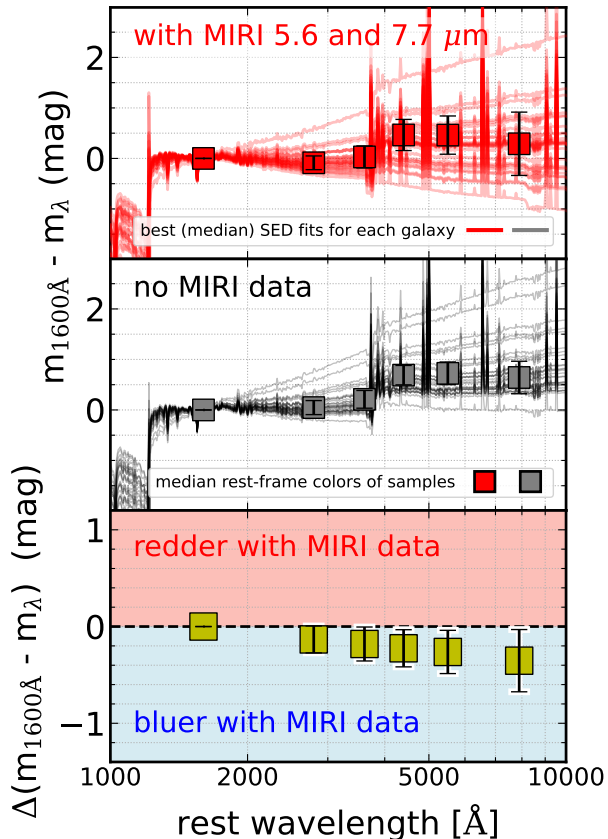 with MIRI 5.6 and 7.7 μm
2
0
best (median) SED fits for each galaxy
m1600Å - mλ (mag)
no MIRI data
2
0
median rest-frame colors of samples
Δ(m1600Å - mλ) (mag)
1
redder with MIRI data
0
bluer with MIRI data
−1
1000 2000 5000 10000
rest wavelength [Å]